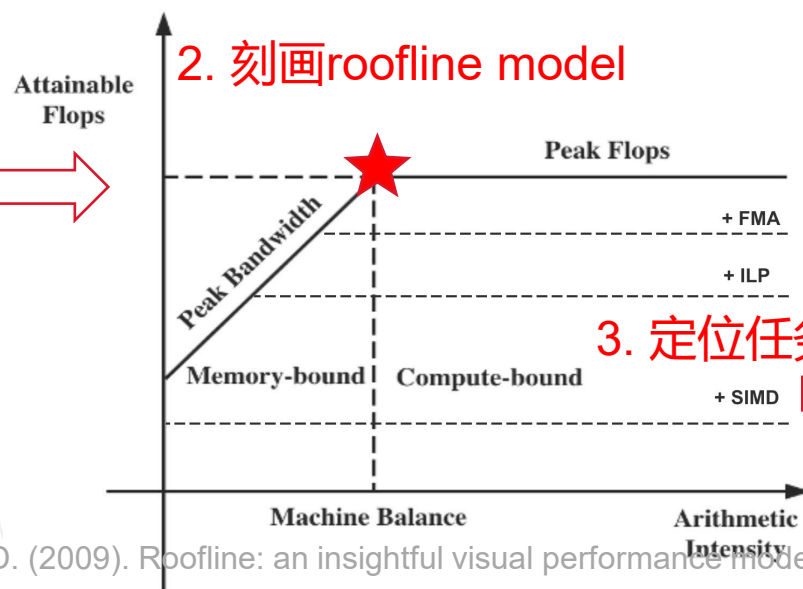 2. 刻画roofline model
Attainable
Flops
Peak Flops
Peak Bandwidth
+ FMA
+ ILP
3. 定位任
Memory-bound
Compute-bound
+ SIMD
Machine Balance
Arithmetic
Intensity
(2009). Roofline: an insightful visual performance mode